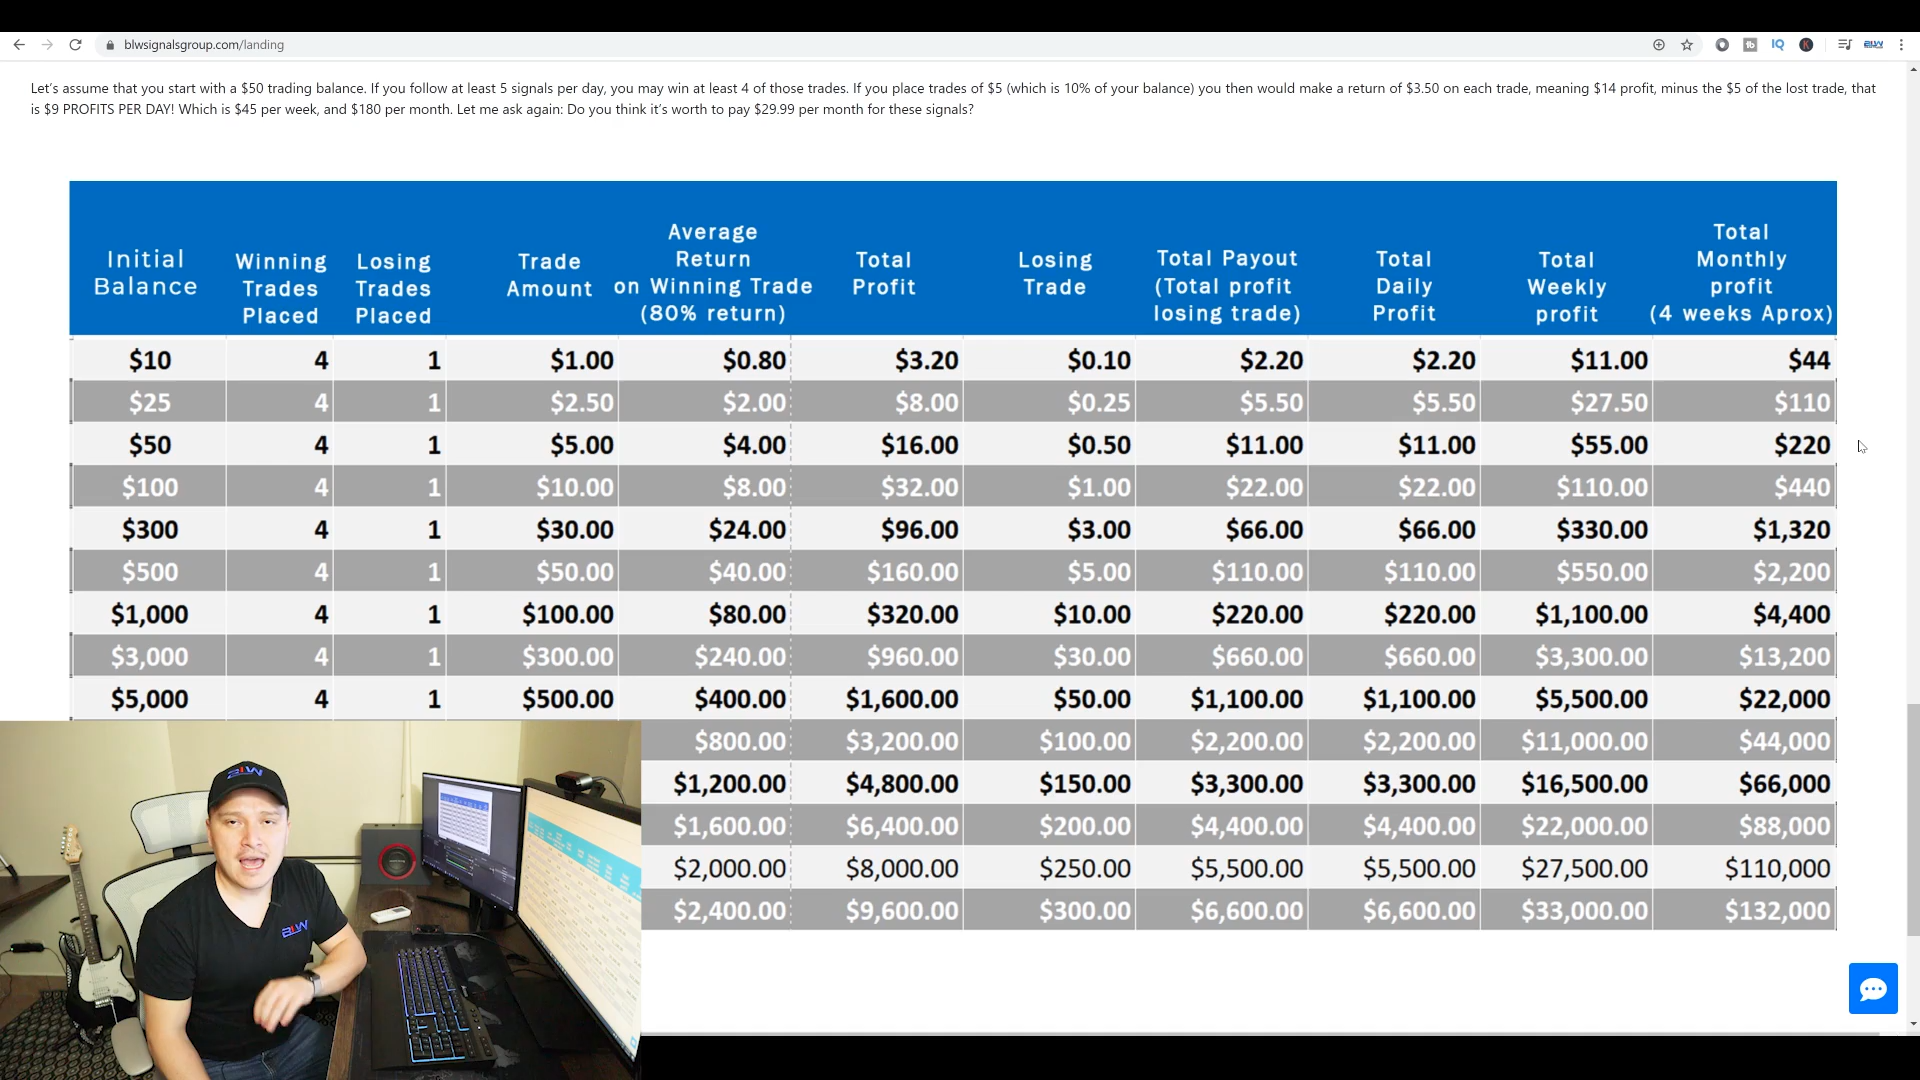 blwsignalsgroup.com/landing
IQ
BLW
Let's assume that you start with a $50 trading balance. If you follow at least 5 signals per day, you may win at least 4 of those trades. If you place trades of $5 (which is 10% of your balance) you then would make a return of $3.50 on each trade, meaning $14 profit, minus the $5 of the lost trade, that
is $9 PROFITS PER DAY! Which is $45 per week, and $180 per month. Let me ask again: Do you think it's worth to pay $29.99 per month for these signals?
Initial Balance Winning Trades Placed Losing Trades Placed Trade Amount Average Return on Winning Trade (80% return) Total Profit Losing Trade Total Payout (Total profit losing trade) Total Daily Profit Total Weekly profit Total Monthly profit (4 weeks Aprox)
$10 4 1 $1.00 $0.80 $3.20 $0.10 $2.20 $2.20 $11.00 $44
$25 4 1 $2.50 $2.00 $8.00 $0.25 $5.50 $5.50 $27.50 $110
$50 4 1 $5.00 $4.00 $16.00 $0.50 $11.00 $11.00 $55.00 $220
$100 4 1 $10.00 $8.00 $32.00 $1.00 $22.00 $22.00 $110.00 $440
$300 4 1 $30.00 $24.00 $96.00 $3.00 $66.00 $66.00 $330.00 $1,320
$500 4 1 $50.00 $40.00 $160.00 $5.00 $110.00 $110.00 $550.00 $2,200
$1,000 4 1 $100.00 $80.00 $320.00 $10.00 $220.00 $220.00 $1,100.00 $4,400
$3,000 4 1 $300.00 $240.00 $960.00 $30.00 $660.00 $660.00 $3,300.00 $13,200
$5,000 4 1 $500.00 $400.00 $1,600.00 $50.00 $1,100.00 $1,100.00 $5,500.00 $22,000
$800.00 $3,200.00 $100.00 $2,200.00 $2,200.00 $11,000.00 $44,000
$1,200.00 $4,800.00 $150.00 $3,300.00 $3,300.00 $16,500.00 $66,000
$1,600.00 $6,400.00 $200.00 $4,400.00 $4,400.00 $22,000.00 $88,000
$2,000.00 $8,000.00 $250.00 $5,500.00 $5,500.00 $27,500.00 $110,000
$2,400.00 $9,600.00 $300.00 $6,600.00 $6,600.00 $33,000.00 $132,000
BLW
BLW